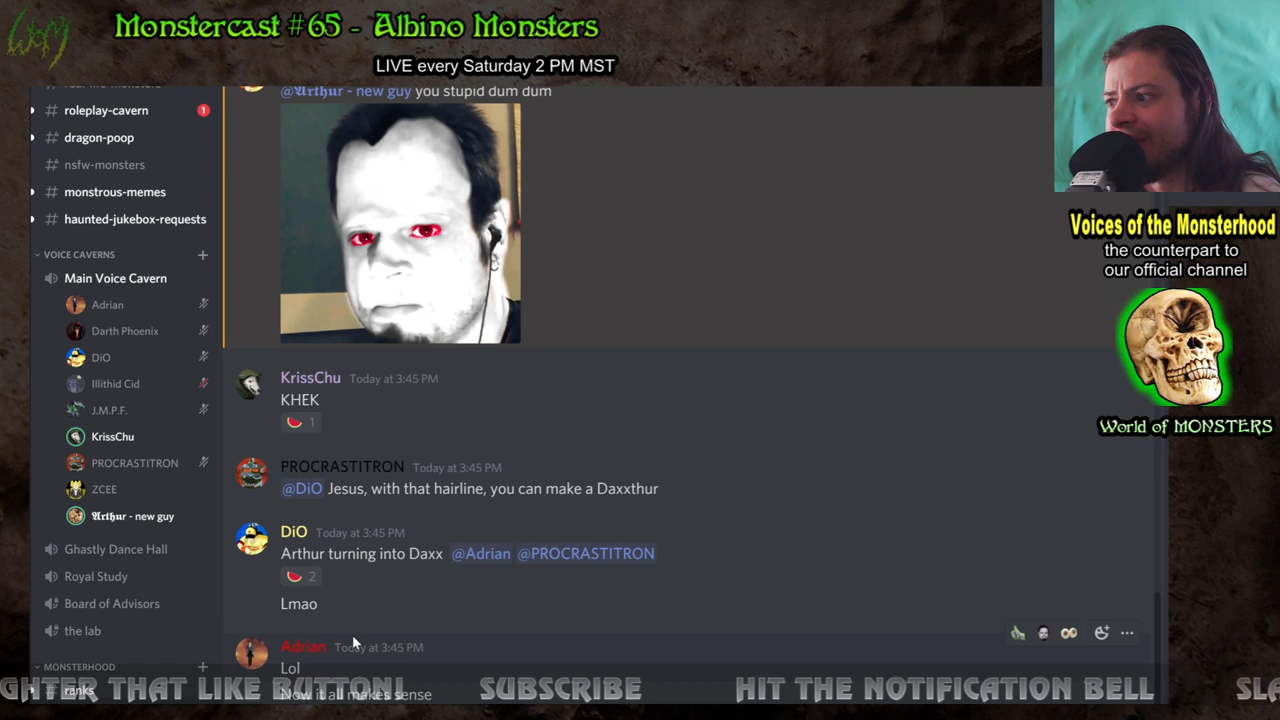 WoM
Monstercast #65 - Albino Monsters
LIVE every Saturday 2 PM MST
# roleplay-cavern 1
# dragon-poop
# nsfw-monsters
# monstrous-memes
# haunted-jukebox-requests
VOICE CAVERNS +
Main Voice Cavern
Adrian
Darth Phoenix
DiO
Illithid Cid
J.M.P.F.
KrissChu
PROCRASTITRON
ZCEE
𝕬𝖗𝖙𝖍𝖚𝖗 - new guy
Ghastly Dance Hall
Royal Study
Board of Advisors
the lab
MONSTERHOOD +
# ranks
@𝕬𝖗𝖙𝖍𝖚𝖗 - new guy you stupid dum dum
KrissChu Today at 3:45 PM
KHEK
1
PROCRASTITRON Today at 3:45 PM
@DiO Jesus, with that hairline, you can make a Daxxthur
DiO Today at 3:45 PM
Arthur turning into Daxx @Adrian @PROCRASTITRON
2
Lmao
Adrian Today at 3:45 PM
Lol
Now it all makes sense
Voices of the Monsterhood
the counterpart to
our official channel
World of MONSTERS
GHTER THAT LIKE BUTTON! SUBSCRIBE HIT THE NOTIFICATION BELL SLA